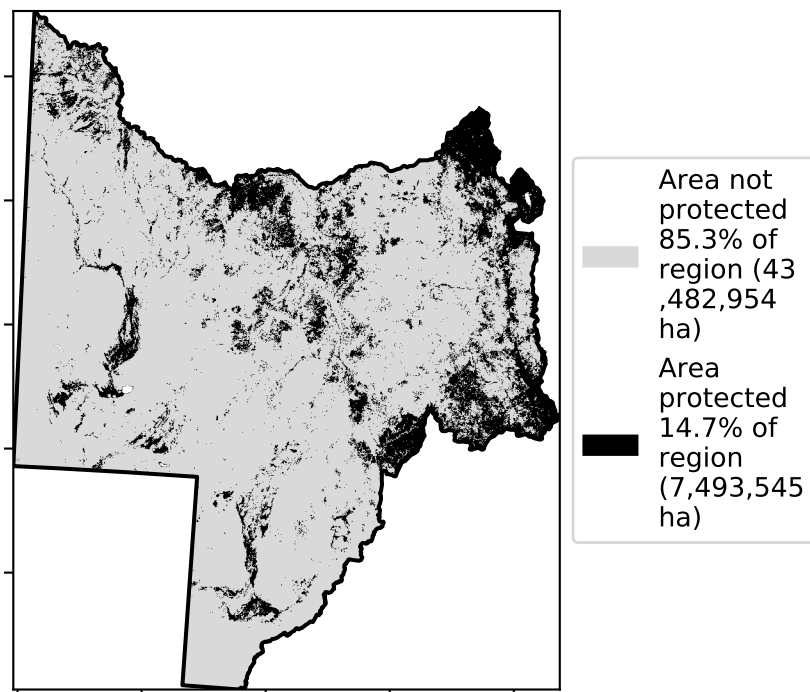 Area not
protected
85.3% of
region (43
,482,954
ha)
Area
protected
14.7% of
region
(7,493,545
ha)